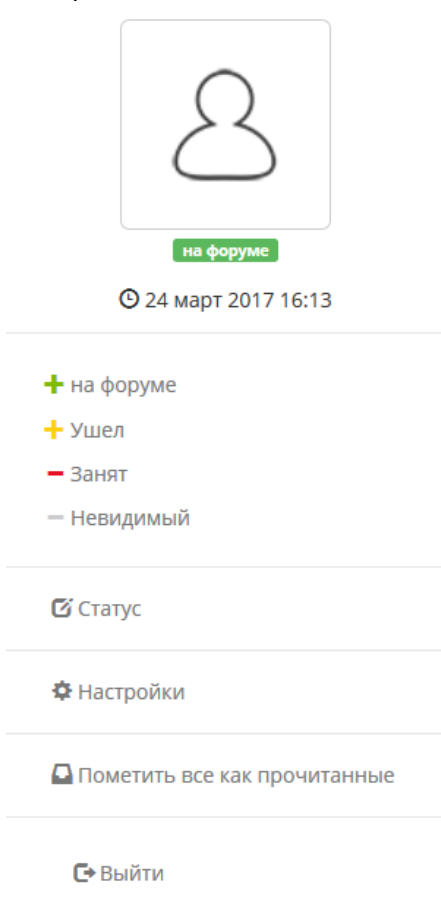 на форуме
24 март 2017 16:13
на форуме
Ушел
Занят
Невидимый
Статус
Настройки
Пометить все как прочитанные
Выйти